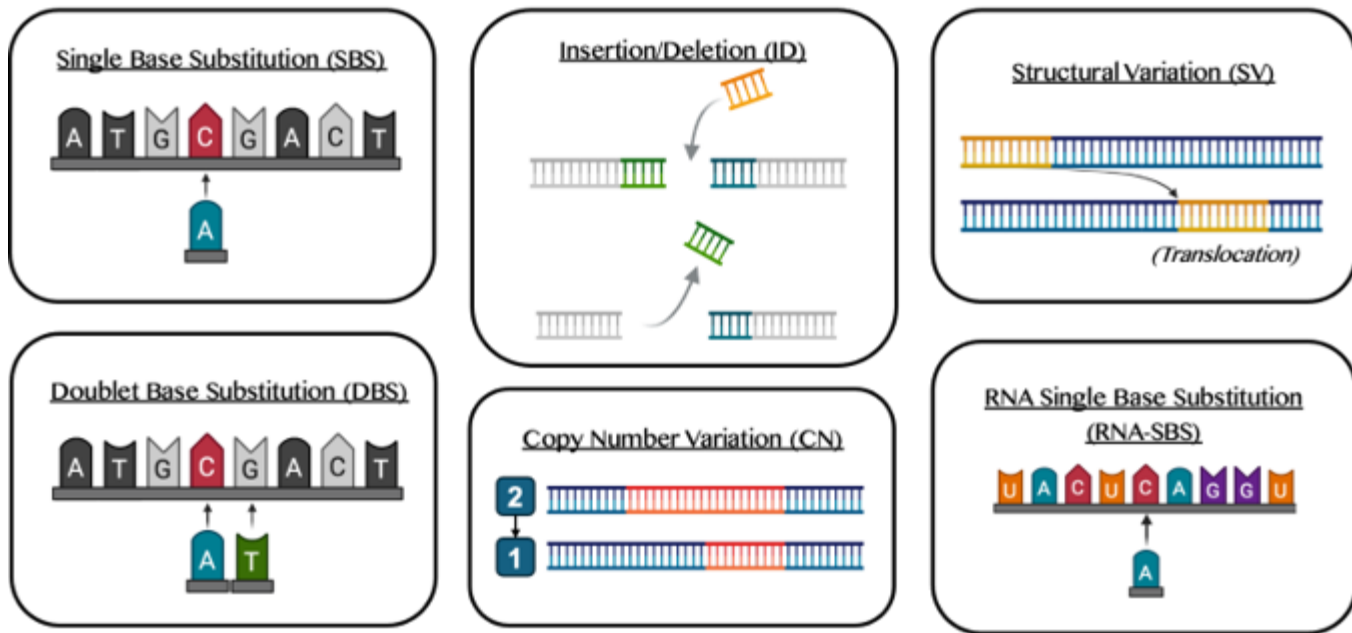 Single Base Substitution (SBS)
A T G C G A C T
A
Insertion/Deletion (ID)
Structural Variation (SV)
(Translocation)
Doublet Base Substitution (DBS)
A T G C G A C T
A T
Copy Number Variation (CN)
2
1
RNA Single Base Substitution
(RNA-SBS)
U A C U C A G G U
A